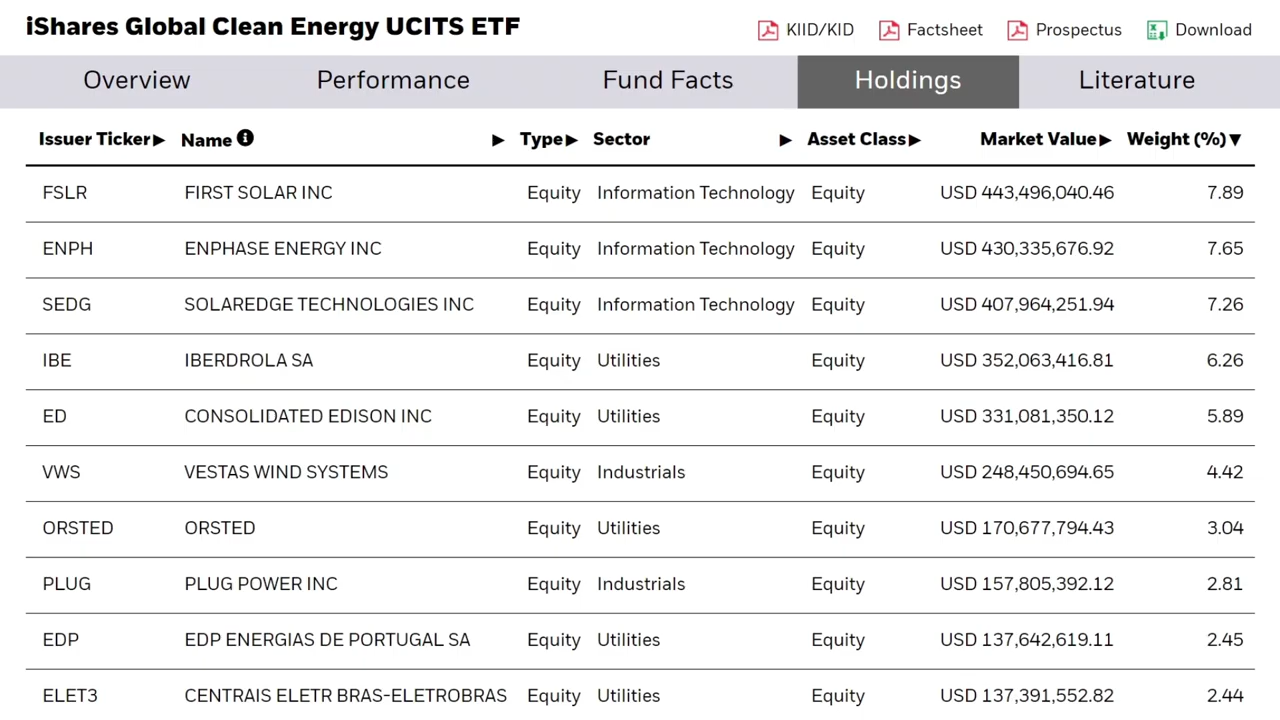 iShares Global Clean Energy UCITS ETF
KIID/KID Factsheet Prospectus Download
Overview Performance Fund Facts Holdings Literature
Issuer Ticker▶ Name ▶ Type▶ Sector ▶ Asset Class▶ Market Value▶ Weight (%)▼
FSLR FIRST SOLAR INC Equity Information Technology Equity USD 443,496,040.46 7.89
ENPH ENPHASE ENERGY INC Equity Information Technology Equity USD 430,335,676.92 7.65
SEDG SOLAREDGE TECHNOLOGIES INC Equity Information Technology Equity USD 407,964,251.94 7.26
IBE IBERDROLA SA Equity Utilities Equity USD 352,063,416.81 6.26
ED CONSOLIDATED EDISON INC Equity Utilities Equity USD 331,081,350.12 5.89
VWS VESTAS WIND SYSTEMS Equity Industrials Equity USD 248,450,694.65 4.42
ORSTED ORSTED Equity Utilities Equity USD 170,677,794.43 3.04
PLUG PLUG POWER INC Equity Industrials Equity USD 157,805,392.12 2.81
EDP EDP ENERGIAS DE PORTUGAL SA Equity Utilities Equity USD 137,642,619.11 2.45
ELET3 CENTRAIS ELETR BRAS-ELETROBRAS Equity Utilities Equity USD 137,391,552.82 2.44